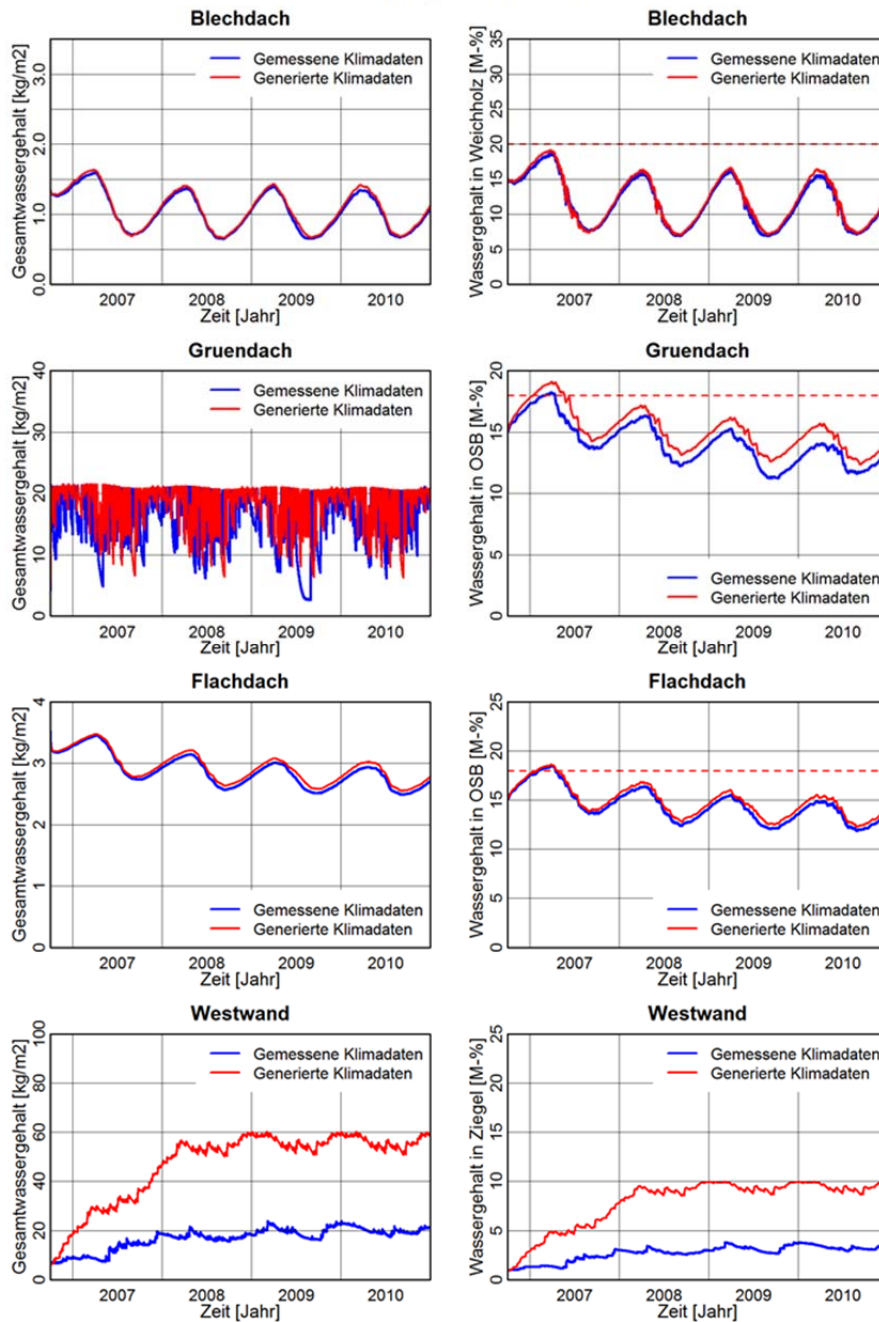 Blechdach
Gesamtwassergehalt [kg/m2]
0.0 1.0 2.0 3.0
Gemessene Klimadaten
Generierte Klimadaten
2007 2008 2009 2010
Zeit [Jahr]
Blechdach
Wassergehalt in Weichholz [M-%]
0 5 10 15 20 25 30 35
Gemessene Klimadaten
Generierte Klimadaten
2007 2008 2009 2010
Zeit [Jahr]
Gruendach
Gesamtwassergehalt [kg/m2]
0 10 20 30 40
Gemessene Klimadaten
Generierte Klimadaten
2007 2008 2009 2010
Zeit [Jahr]
Gruendach
Wassergehalt in OSB [M-%]
0 5 10 15 20
Gemessene Klimadaten
Generierte Klimadaten
2007 2008 2009 2010
Zeit [Jahr]
Flachdach
Gesamtwassergehalt [kg/m2]
0 1 2 3 4
Gemessene Klimadaten
Generierte Klimadaten
2007 2008 2009 2010
Zeit [Jahr]
Flachdach
Wassergehalt in OSB [M-%]
0 5 10 15 20 25
Gemessene Klimadaten
Generierte Klimadaten
2007 2008 2009 2010
Zeit [Jahr]
Westwand
Gesamtwassergehalt [kg/m2]
0 20 40 60 80 100
Gemessene Klimadaten
Generierte Klimadaten
2007 2008 2009 2010
Zeit [Jahr]
Westwand
Wassergehalt in Ziegel [M-%]
0 5 10 15 20 25
Gemessene Klimadaten
Generierte Klimadaten
2007 2008 2009 2010
Zeit [Jahr]